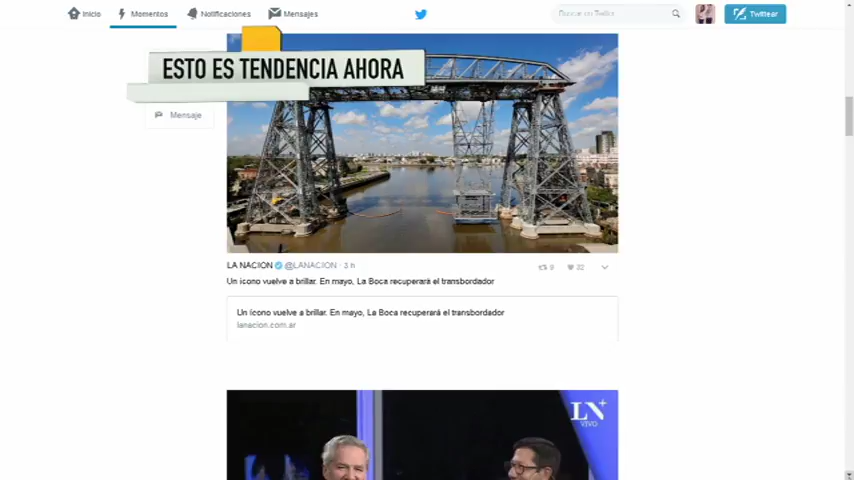 Inicio
Momentos
Notificaciones
Mensajes
Buscar en Twitter
Twittear
ESTO ES TENDENCIA AHORA
Mensaje
LA NACION @LANACION · 3 h
9
32
Un ícono vuelve a brillar. En mayo, La Boca recuperará el transbordador
Un ícono vuelve a brillar. En mayo, La Boca recuperará el transbordador
lanacion.com.ar
LN+
VIVO